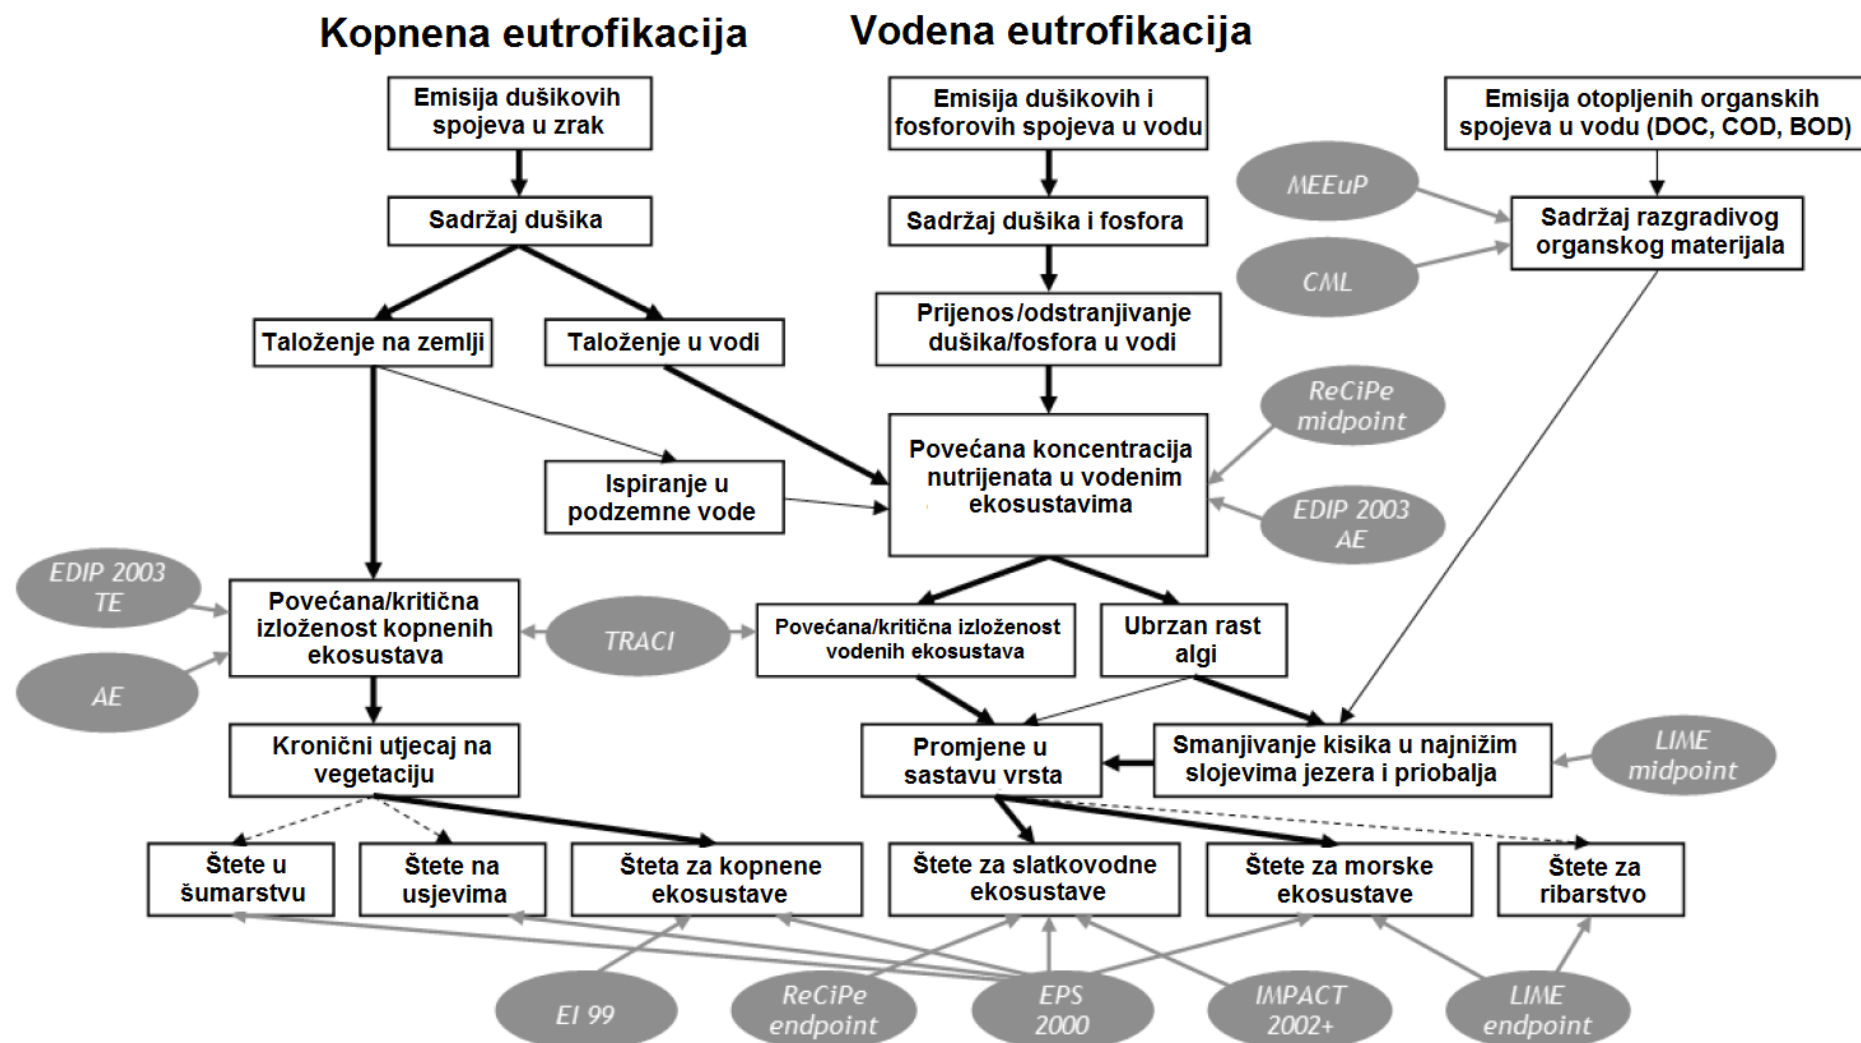 Kopnena eutrofikacija
Vodena eutrofikacija
Emisija dušikovih
spojeva u zrak
Emisija dušikovih i
fosforovih spojeva u vodu
Emisija otopljenih organskih
spojeva u vodu (DOC, COD, BOD)
MEEuP
Sadržaj dušika
Sadržaj dušika i fosfora
Sadržaj razgradivog
organskog materijala
CML
Taloženje na zemlji
Taloženje u vodi
Prijenos/odstranjivanje
dušika/fosfora u vodi
ReCiPe
midpoint
Povećana koncentracija
nutrijenata u vodenim
ekosustavima
Ispiranje u
podzemne vode
EDIP 2003
AE
EDIP 2003
TE
Povećana/kritična
izloženost kopnenih
ekosustava
TRACI
Povećana/kritična izloženost
vodenih ekosustava
Ubrzan rast
algi
AE
Kronični utjecaj na
vegetaciju
Promjene u
sastavu vrsta
Smanjivanje kisika u najnižim
slojevima jezera i priobalja
LIME
midpoint
Štete u
šumarstvu
Štete na
usjevima
Šteta za kopnene
ekosustave
Štete za slatkovodne
ekosustave
Štete za morske
ekosustave
Štete za
ribarstvo
EI 99
ReCiPe
endpoint
EPS
2000
IMPACT
2002+
LIME
endpoint